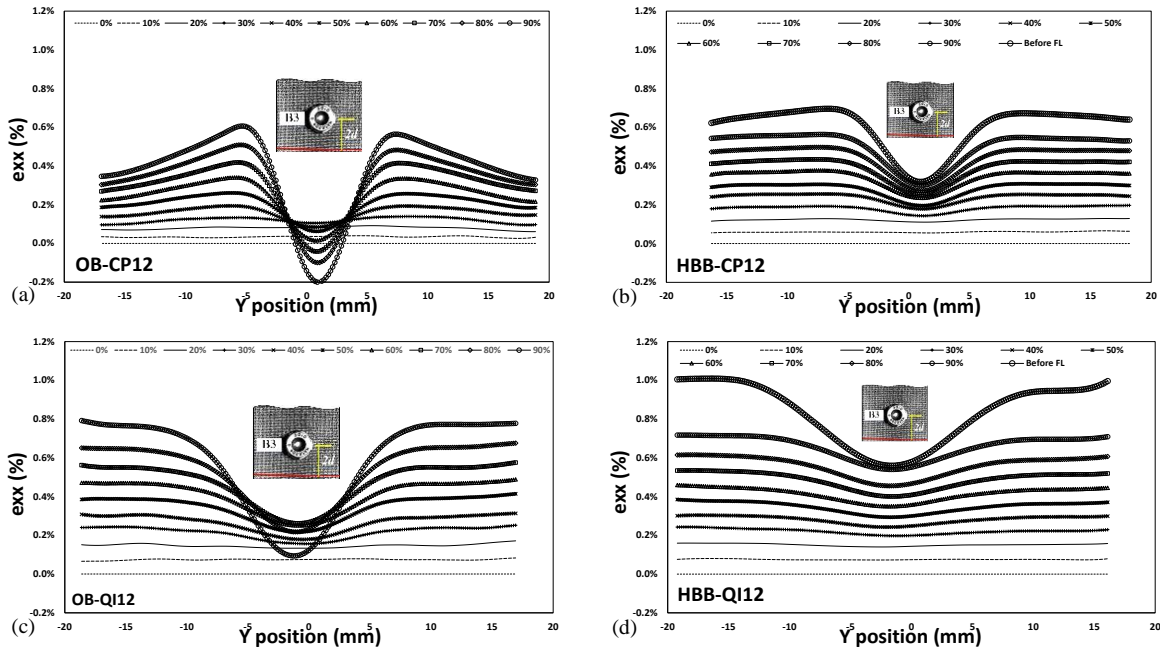 0% 10% 20% 30% 40% 50% 60% 70% 80% 90%
1.2%
1.0%
0.8%
0.6%
0.4%
0.2%
0.0%
-0.2%
exx (%)
B3
2d
OB-CP12
(a)
-20 -15 -10 -5 0 5 10 15 20
Y position (mm)
0% 10% 20% 30% 40% 50%
60% 70% 80% 90% Before FL
1.2%
1.0%
0.8%
0.6%
0.4%
0.2%
0.0%
-0.2%
exx (%)
B3
2d
HBB-CP12
(b)
-20 -15 -10 -5 0 5 10 15 20
Y position (mm)
0% 10% 20% 30% 40% 50% 60% 70% 80% 90%
1.2%
1.0%
0.8%
0.6%
0.4%
0.2%
0.0%
-0.2%
exx (%)
B3
2d
OB-QI12
(c)
-20 -15 -10 -5 0 5 10 15 20
Y position (mm)
0% 10% 20% 30% 40% 50%
60% 70% 80% 90% Before FL
1.2%
1.0%
0.8%
0.6%
0.4%
0.2%
0.0%
-0.2%
exx (%)
B3
2d
HBB-QI12
(d)
-20 -15 -10 -5 0 5 10 15 20
Y position (mm)